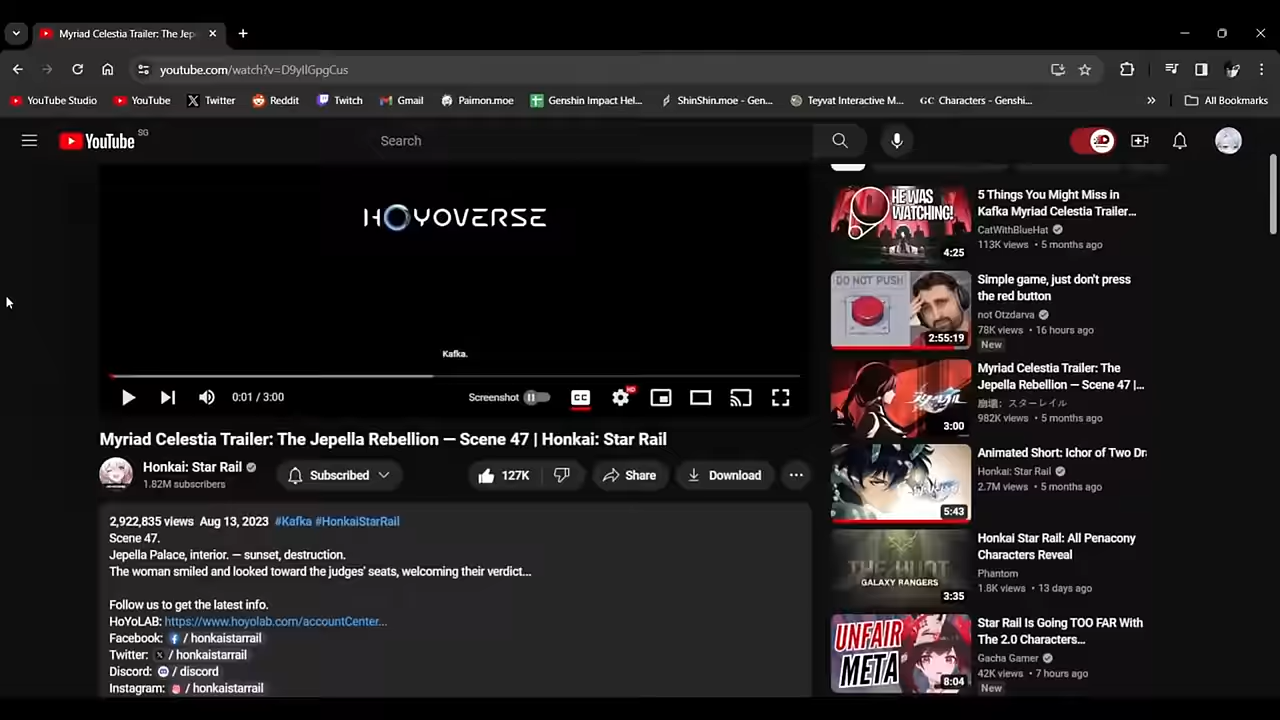 Myriad Celestia Trailer: The Jep
youtube.com/watch?v=D9yIlGpgCus
YouTube Studio
YouTube
Twitter
Reddit
Twitch
Gmail
Paimon.moe
Genshin Impact Hel...
ShinShin.moe - Gen...
Teyvat Interactive M...
GC Characters - Genshi...
All Bookmarks
YouTube SG
Search
HOYOVERSE
Kafka.
0:01 / 3:00
Screenshot
CC
HD
Myriad Celestia Trailer: The Jepella Rebellion — Scene 47 | Honkai: Star Rail
Honkai: Star Rail
1.82M subscribers
Subscribed
127K
Share
Download
2,922,835 views Aug 13, 2023 #Kafka #HonkaiStarRail
Scene 47.
Jepella Palace, interior. — sunset, destruction.
The woman smiled and looked toward the judges' seats, welcoming their verdict...
Follow us to get the latest info.
HoYoLAB: https://www.hoyolab.com/accountCenter...
Facebook: / honkaistarrail
Twitter: / honkaistarrail
Discord: / discord
Instagram: / honkaistarrail
HE WAS
WATCHING!
4:25
5 Things You Might Miss in
Kafka Myriad Celestia Trailer...
CatWithBlueHat
113K views • 5 months ago
DO NOT PUSH
2:55:19
Simple game, just don't press
the red button
not Otzdarva
78K views • 16 hours ago
New
3:00
Myriad Celestia Trailer: The
Jepella Rebellion — Scene 47 |...
崩壊：スターレイル
982K views • 5 months ago
5:43
Animated Short: Ichor of Two Dr
Honkai: Star Rail
2.7M views • 5 months ago
THE HUNT
GALAXY RANGERS
3:35
Honkai Star Rail: All Penacony
Characters Reveal
Phantom
1.8K views • 13 days ago
UNFAIR
META
8:04
Star Rail Is Going TOO FAR With
The 2.0 Characters...
Gacha Gamer
42K views • 7 hours ago
New